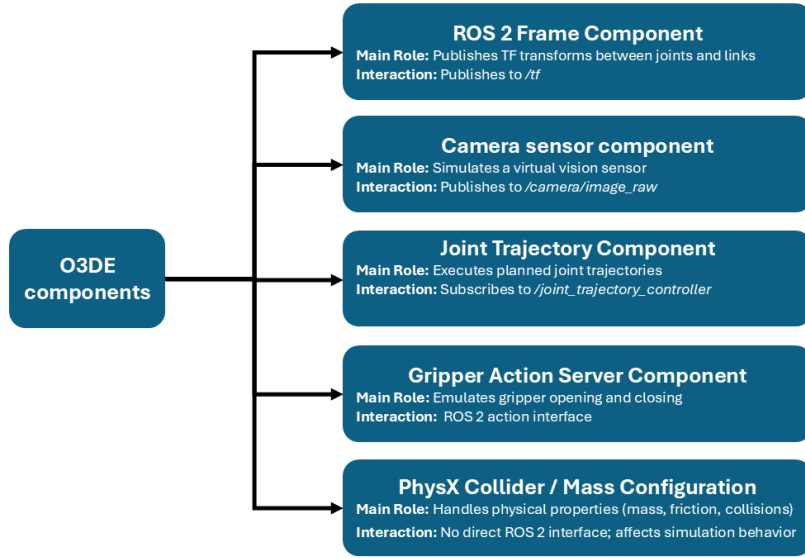 ROS 2 Frame Component
Main Role: Publishes TF transforms between joints and links
Interaction: Publishes to /tf
Camera sensor component
Main Role: Simulates a virtual vision sensor
Interaction: Publishes to /camera/image_raw
O3DE
components
Joint Trajectory Component
Main Role: Executes planned joint trajectories
Interaction: Subscribes to /joint_trajectory_controller
Gripper Action Server Component
Main Role: Emulates gripper opening and closing
Interaction: ROS 2 action interface
PhysX Collider / Mass Configuration
Main Role: Handles physical properties (mass, friction, collisions)
Interaction: No direct ROS 2 interface; affects simulation behavior